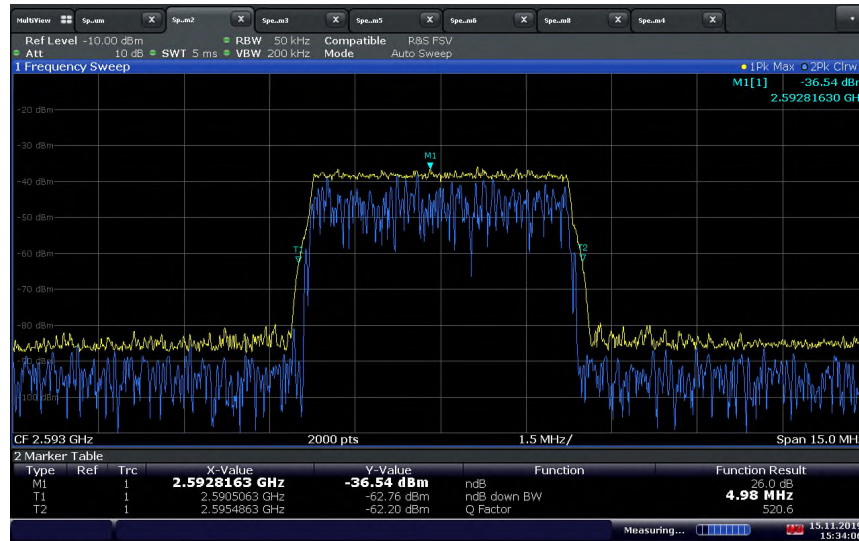 MultiView Sp..um X Sp..m2 X Spe..m3 X Spe..m5 X Spe..m6 X Spe..m8 X Spe..m4 X
Ref Level -10.00 dBm RBW 50 kHz Compatible R&S FSV
Att 10 dB SWT 5 ms VBW 200 kHz Mode Auto Sweep
1 Frequency Sweep 1Pk Max 2Pk Clrw
M1[1] -36.54 dBm
2.59281630 GH
-20 dBm
-30 dBm
M1
-40 dBm
-50 dBm
T1 T2
-60 dBm
-70 dBm
-80 dBm
-90 dBm
-100 dBm
CF 2.593 GHz 2000 pts 1.5 MHz/ Span 15.0 MH
2 Marker Table
Type Ref Trc X-Value Y-Value Function Function Result
M1 1 2.5928163 GHz -36.54 dBm ndB 26.0 dB
T1 1 2.5905063 GHz -62.76 dBm ndB down BW 4.98 MHz
T2 1 2.5954863 GHz -62.20 dBm Q Factor 520.6
Measuring... 15.11.2019
15:34:06